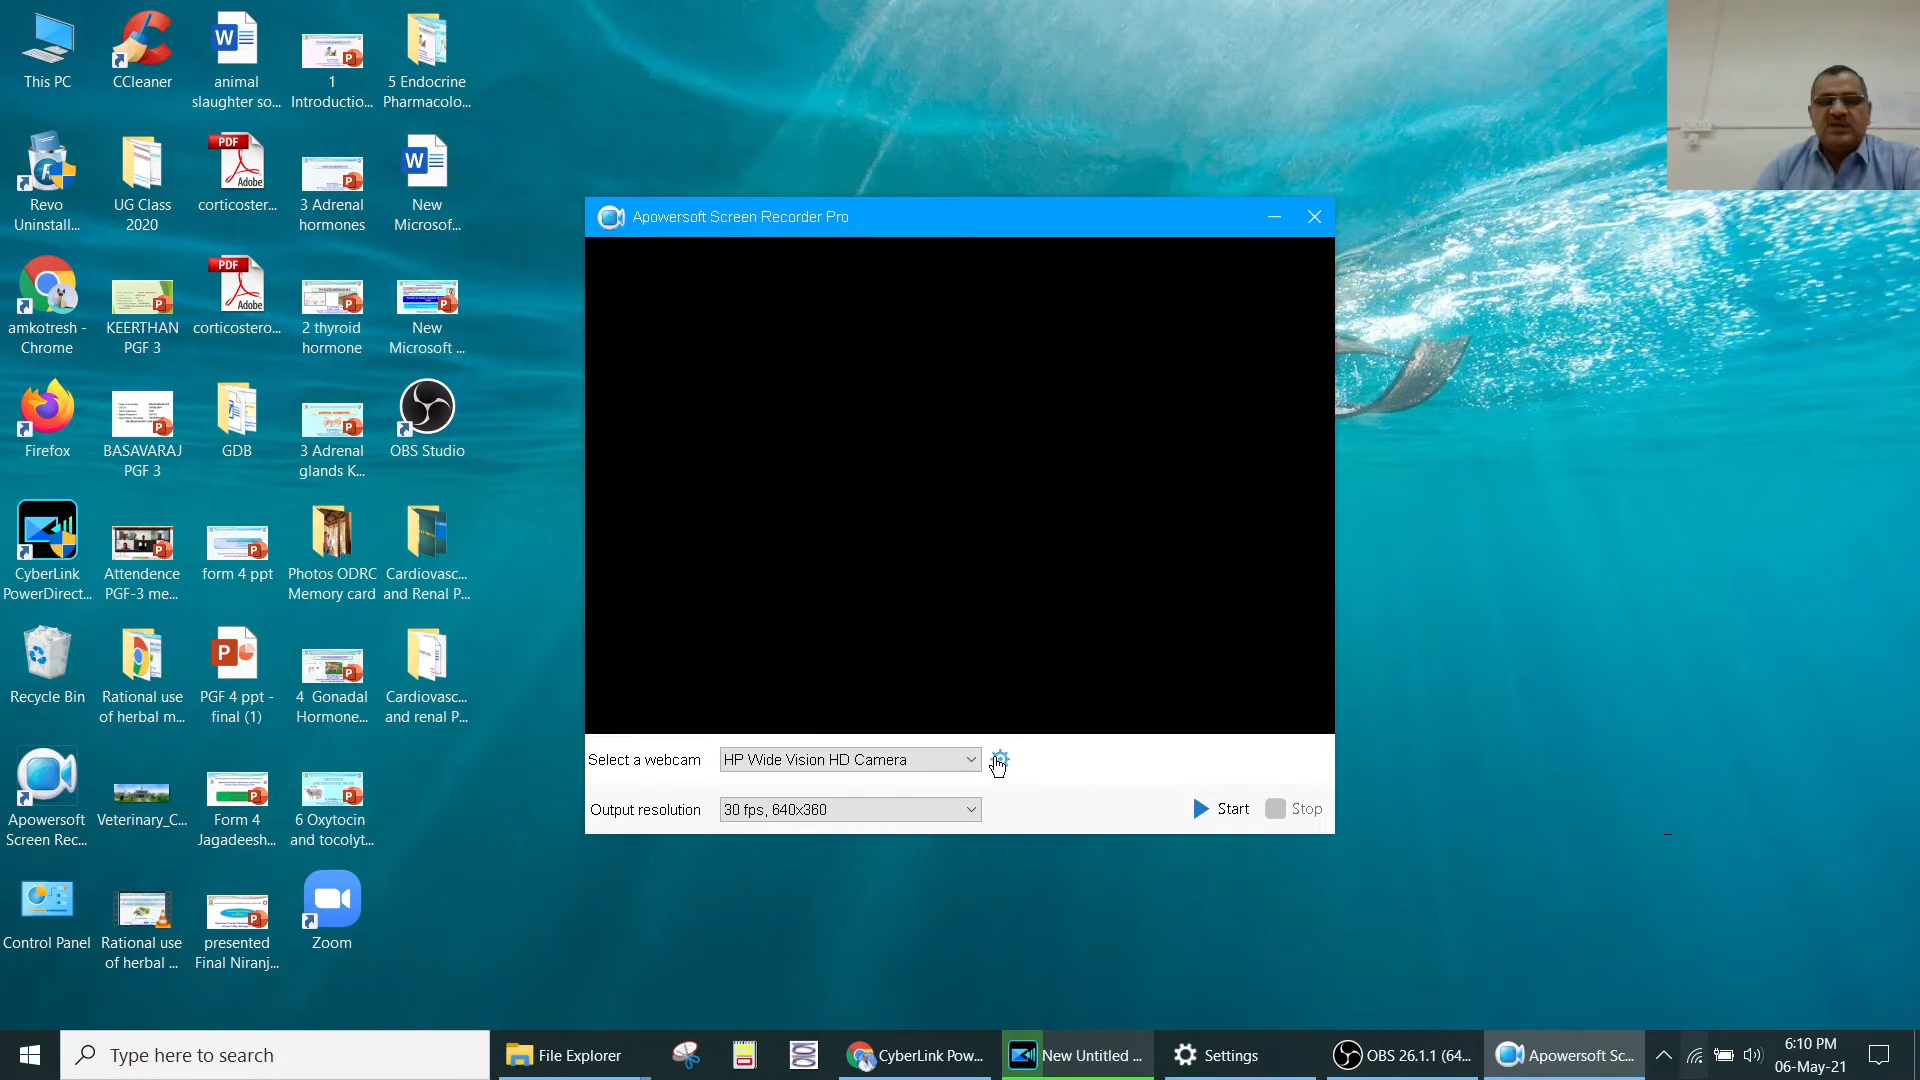 This PC
CCleaner
animal
slaughter so...
1
Introductio...
5 Endocrine
Pharmacolo...
Revo
Uninstall...
UG Class
2020
PDF
Adobe
corticoster...
3 Adrenal
hormones
New
Microsof...
amkotresh -
Chrome
KEERTHAN
PGF 3
PDF
Adobe
corticostero...
2 thyroid
hormone
New
Microsoft ...
Firefox
BASAVARAJ
PGF 3
GDB
3 Adrenal
glands K...
OBS Studio
CyberLink
PowerDirect...
Attendence
PGF-3 me...
form 4 ppt
Photos ODRC
Memory card
Cardiovasc...
and Renal P...
Recycle Bin
Rational use
of herbal m...
PGF 4 ppt -
final (1)
4 Gonadal
Hormone...
Cardiovasc...
and renal P...
Apowersoft
Screen Rec...
Veterinary_C...
Form 4
Jagadeesh...
6 Oxytocin
and tocolyt...
Control Panel
Rational use
of herbal ...
presented
Final Niranj...
Zoom
Apowersoft Screen Recorder Pro
Select a webcam
HP Wide Vision HD Camera
Output resolution
30 fps, 640x360
Start
Stop
Type here to search
File Explorer
CyberLink Pow...
New Untitled ...
Settings
OBS 26.1.1 (64...
Apowersoft Sc...
6:10 PM
06-May-21